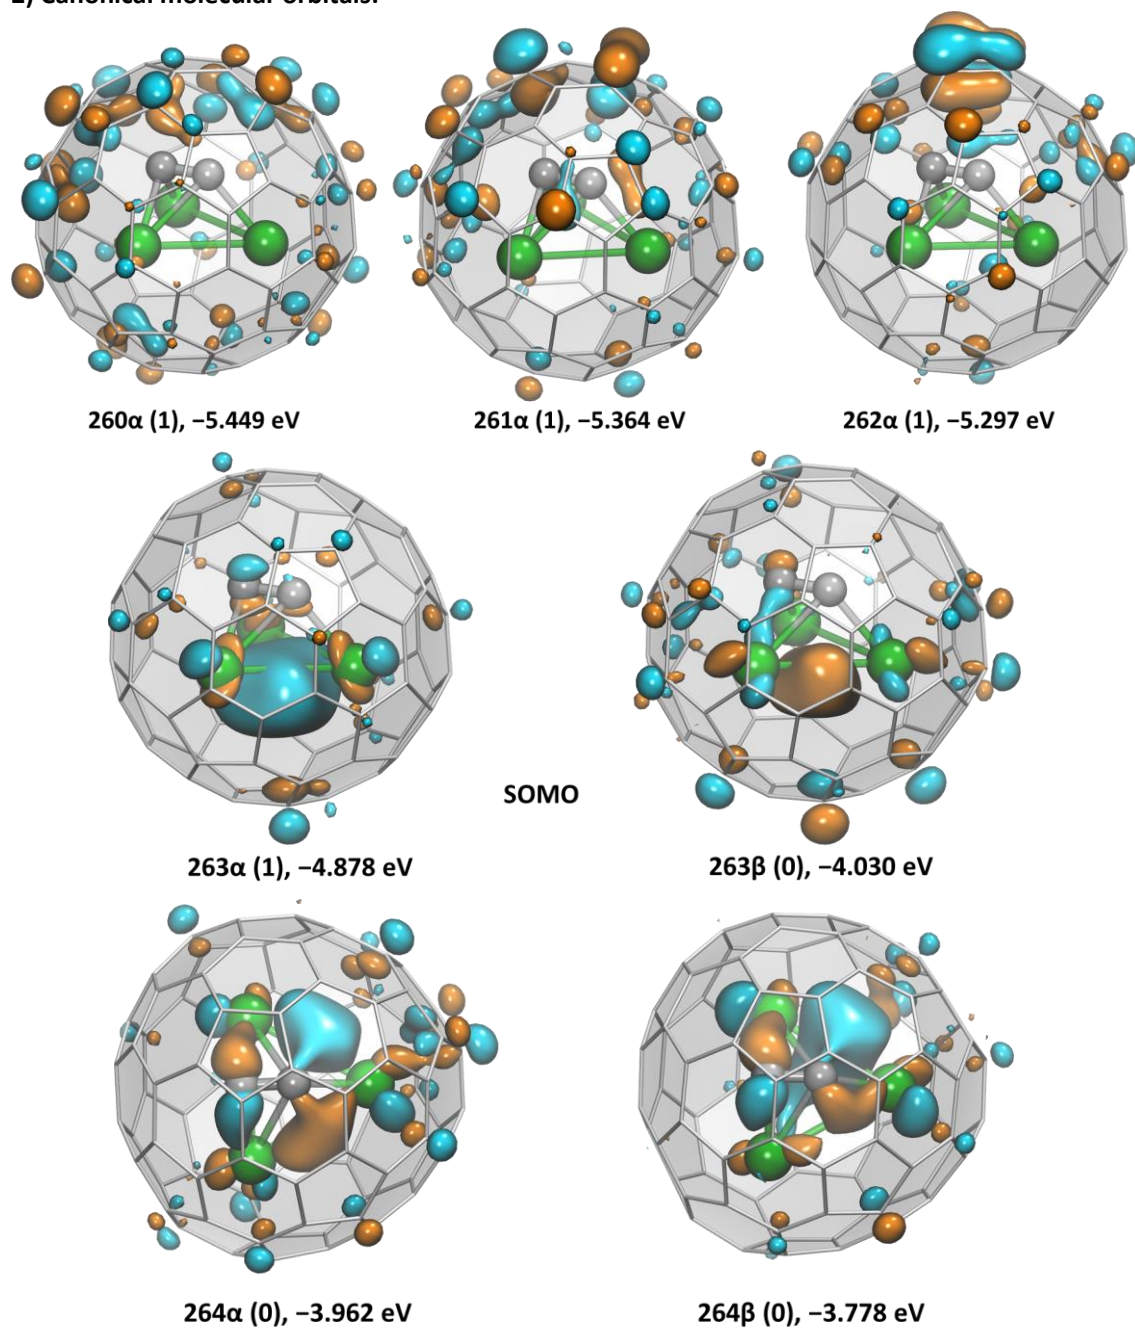 260α (1), −5.449 eV
261α (1), −5.364 eV
262α (1), −5.297 eV
SOMO
263α (1), −4.878 eV
263β (0), −4.030 eV
264α (0), −3.962 eV
264β (0), −3.778 eV